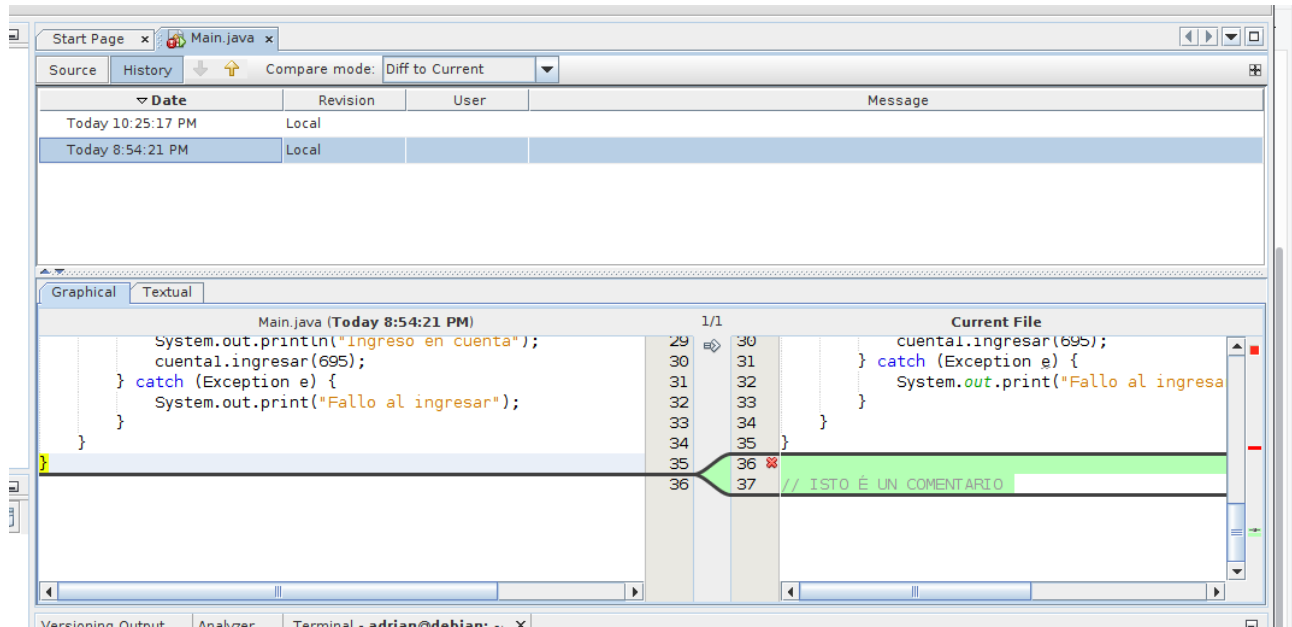 Start Page x Main.java x
Source History Compare mode: Diff to Current
Date Revision User Message
Today 10:25:17 PM Local
Today 8:54:21 PM Local
Graphical Textual
Main.java (Today 8:54:21 PM) 1/1 Current File
System.out.println("Ingreso en cuenta"); 29 30 cuenta1.ingresar(695);
cuenta1.ingresar(695); 30 31 } catch (Exception e) {
} catch (Exception e) { 31 32 System.out.print("Fallo al ingresa
System.out.print("Fallo al ingresar"); 32 33 }
} 33 34 }
} 34 35 }
} 35 36
36 37 // ISTO É UN COMENTARIO
Versioning Output Analyzer Terminal - adrian@debian: ~ X